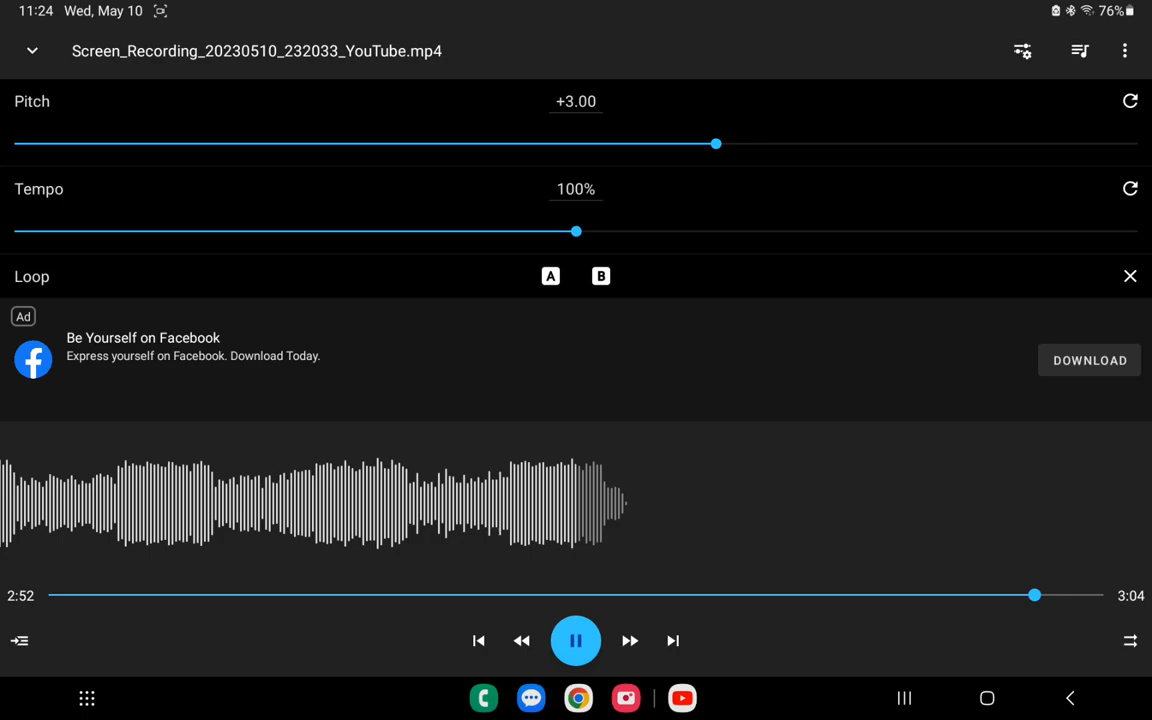 11:24 Wed, May 10 76%
Screen_Recording_20230510_232033_YouTube.mp4
Pitch +3.00
Tempo 100%
Loop A B
Ad
Be Yourself on Facebook
Express yourself on Facebook. Download Today.
DOWNLOAD
2:52 3:04